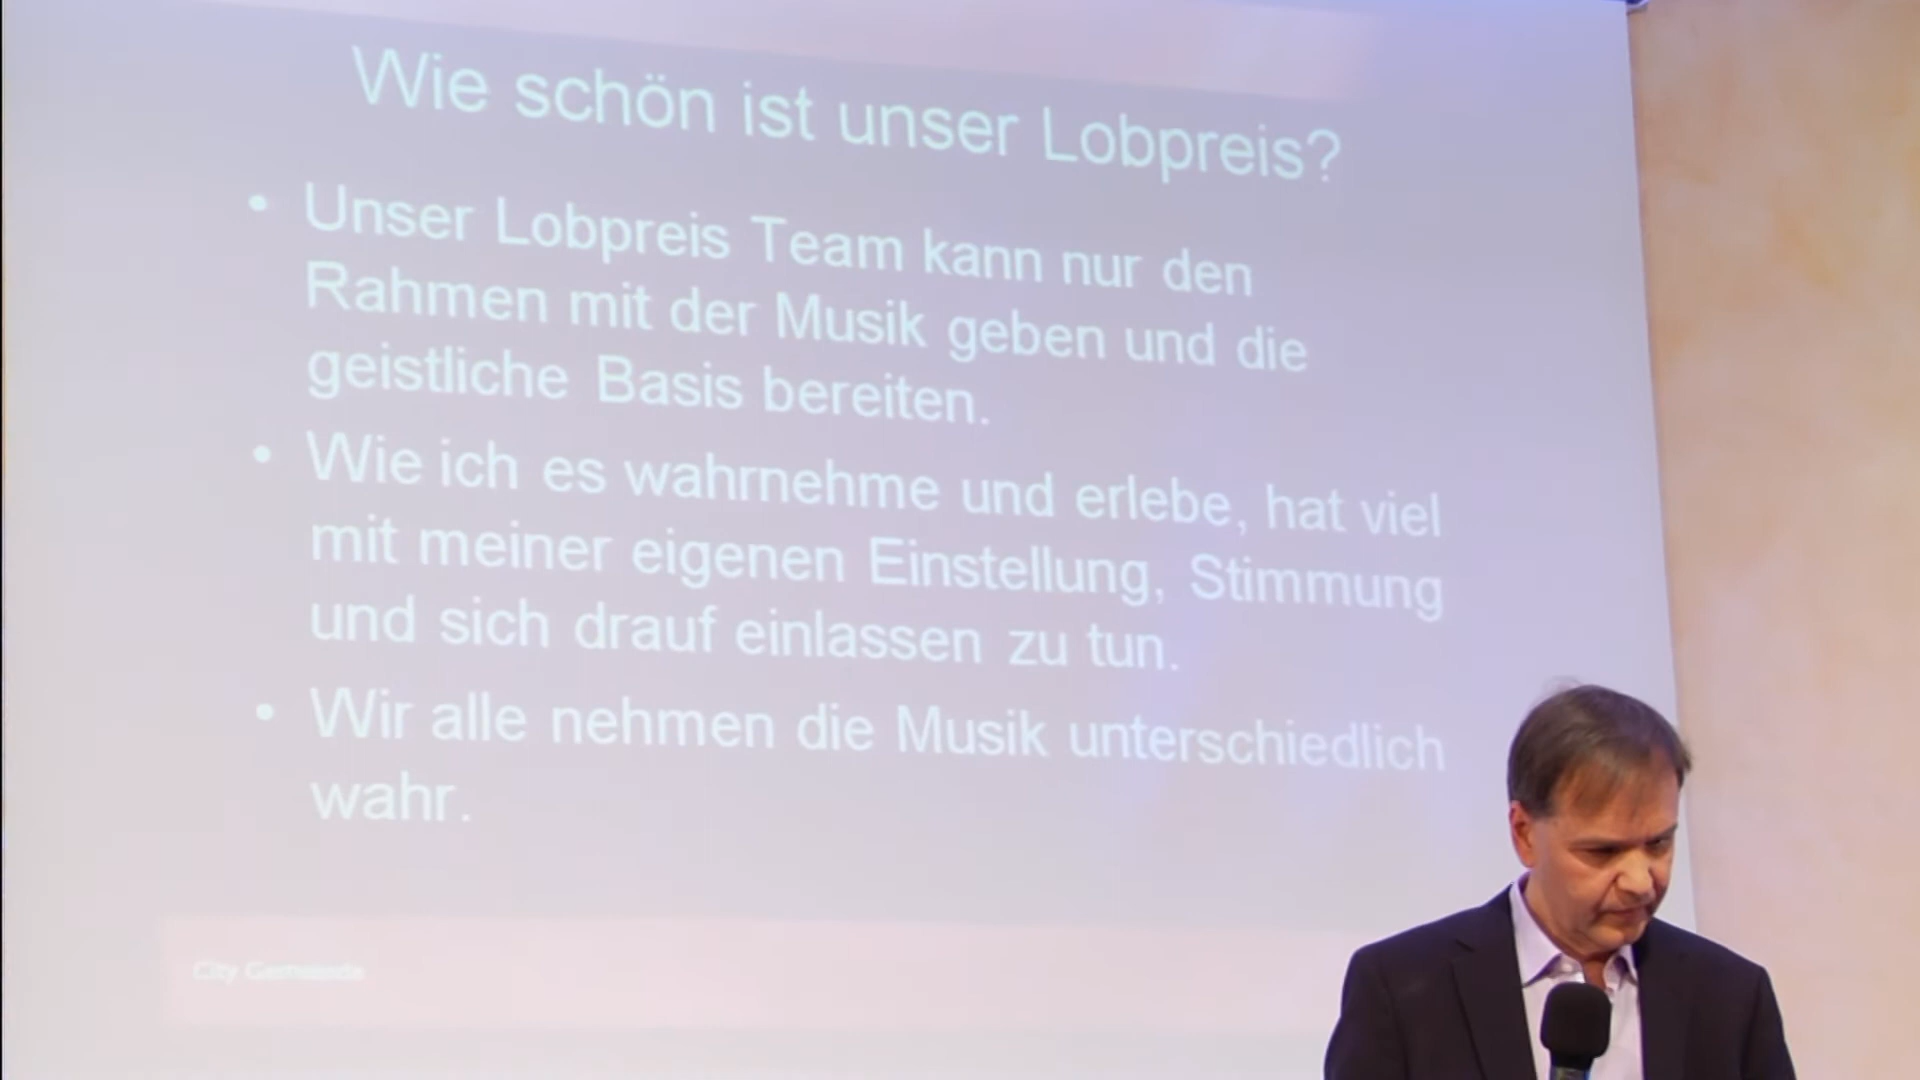 Wie schön ist unser Lobpreis?
• Unser Lobpreis Team kann nur den
Rahmen mit der Musik geben und die
geistliche Basis bereiten.
• Wie ich es wahrnehme und erlebe, hat viel
mit meiner eigenen Einstellung, Stimmung
und sich drauf einlassen zu tun.
• Wir alle nehmen die Musik unterschiedlich
wahr.
City Gemeinde